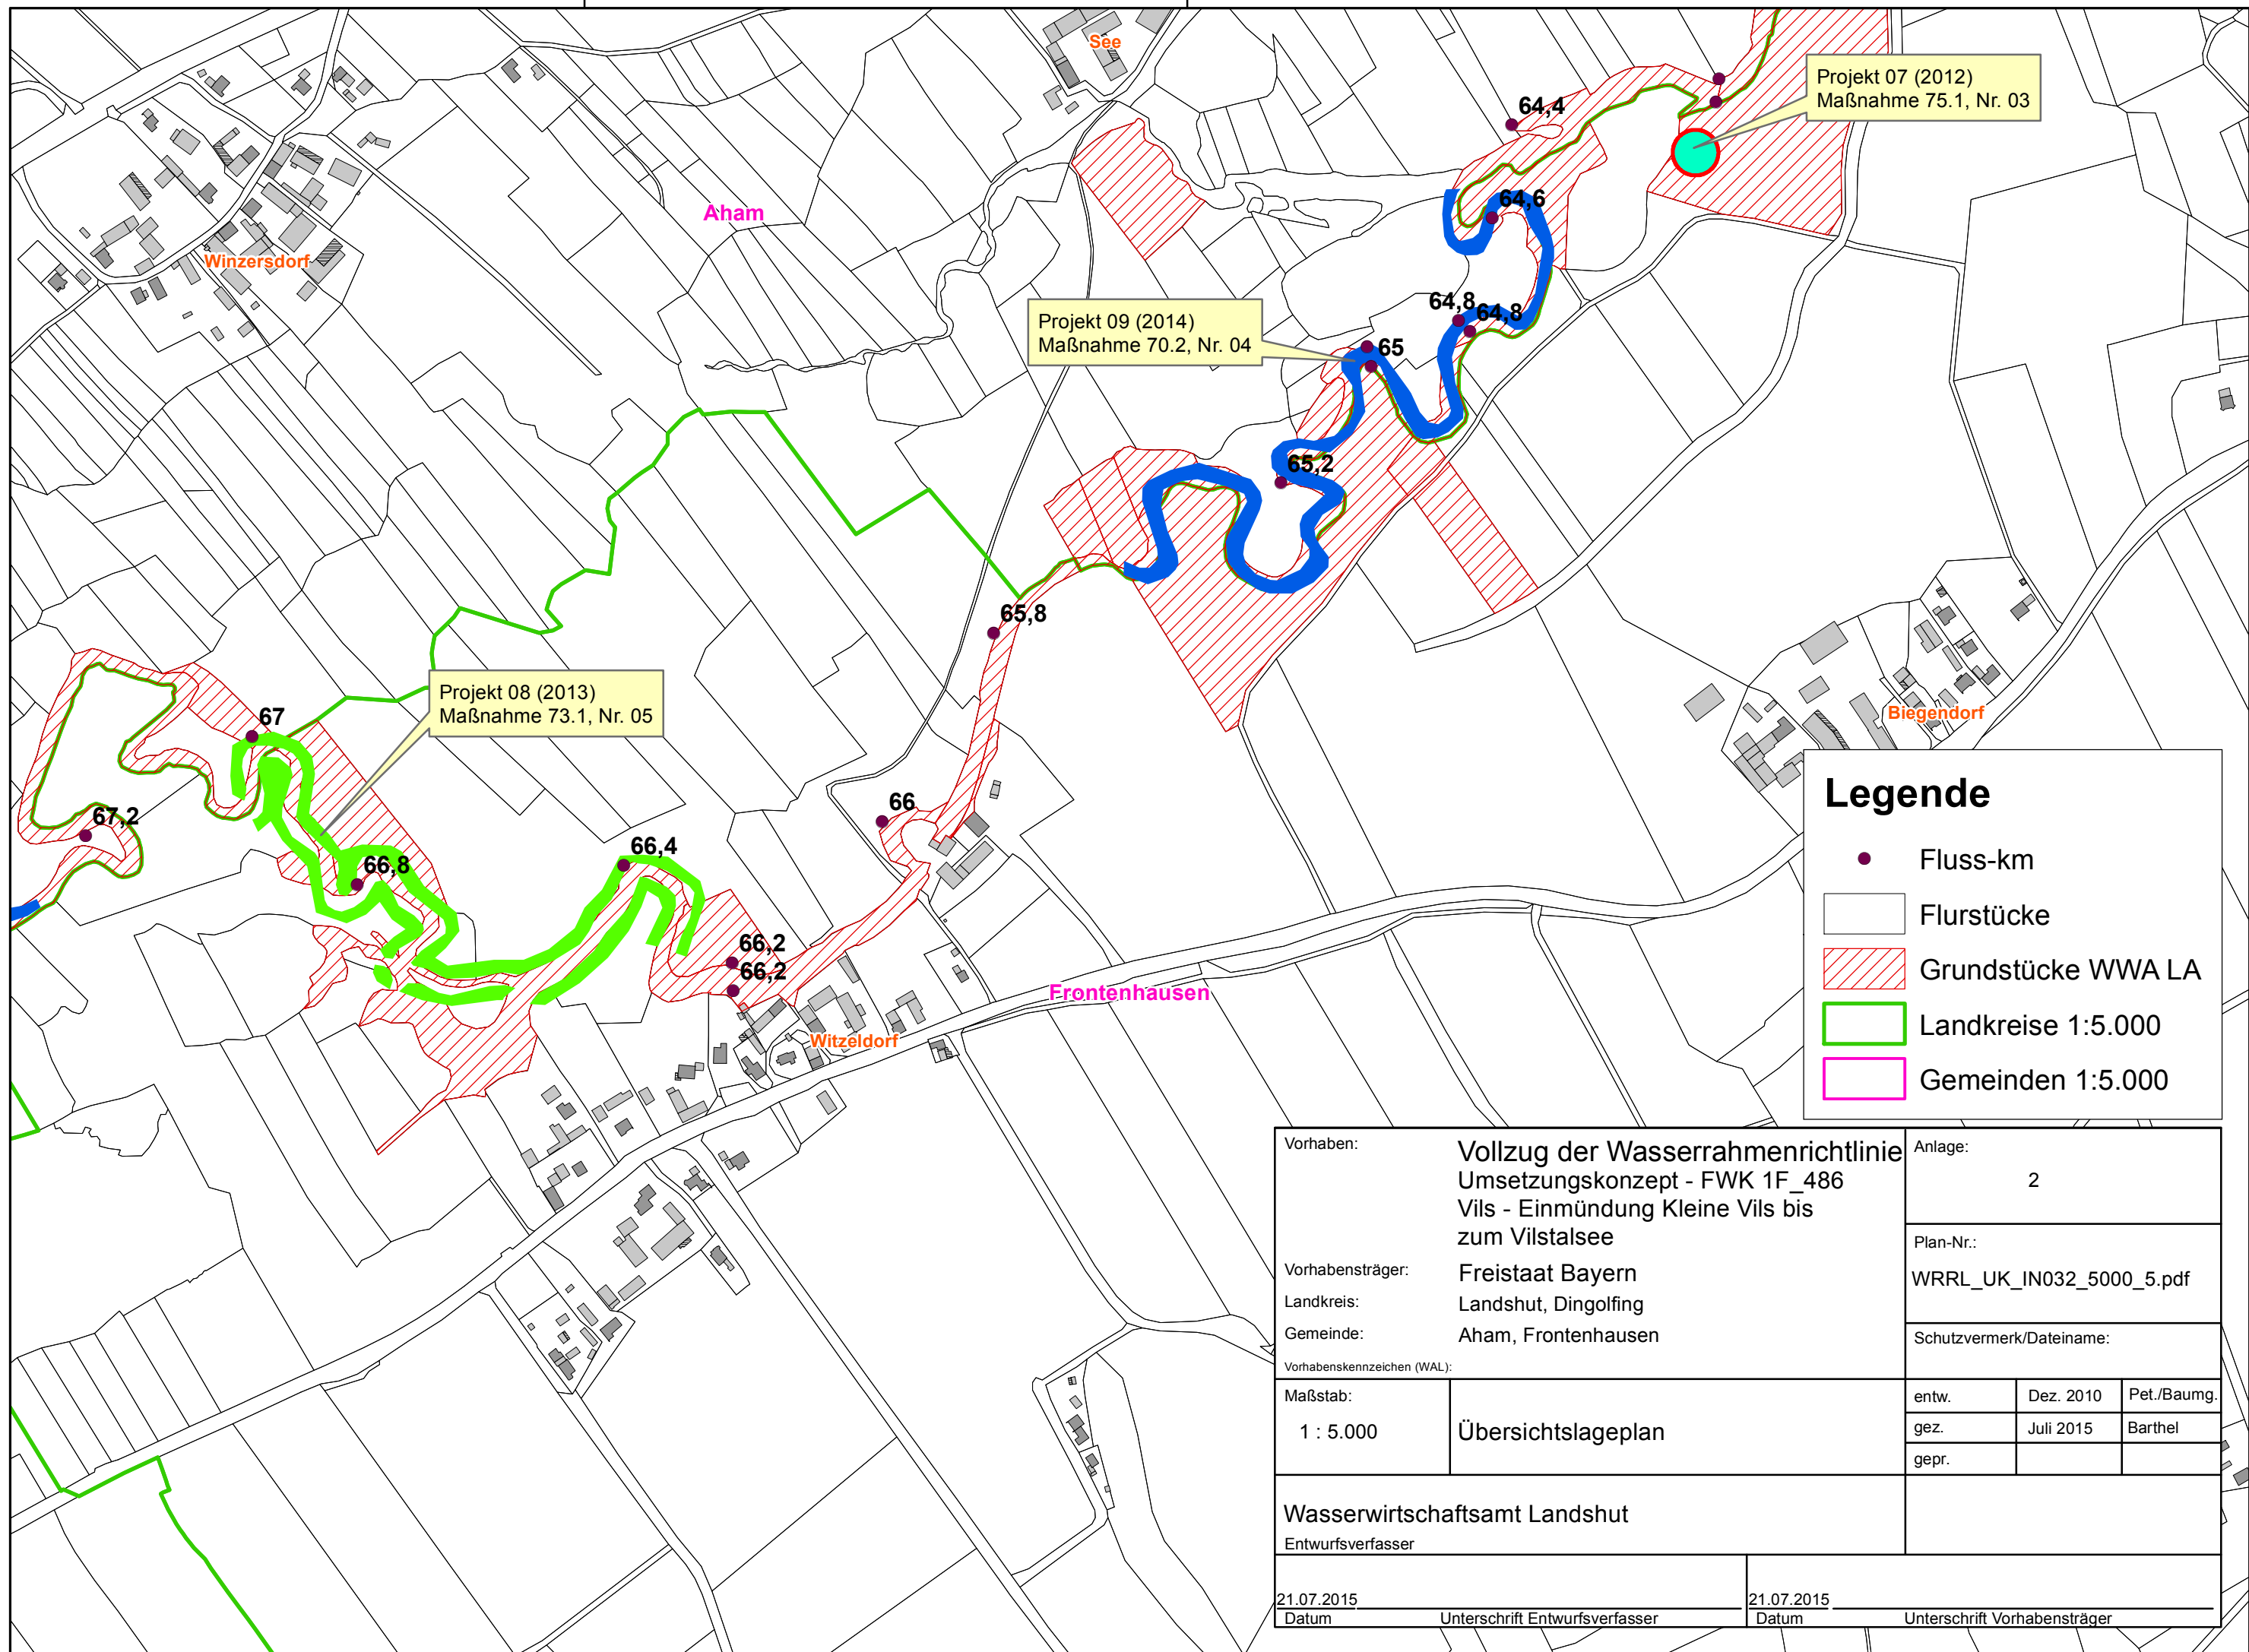 See
Projekt 07 (2012)
Maßnahme 75.1, Nr. 03
64,4
Aham
64,6
Winzersdorf
Projekt 09 (2014)
Maßnahme 70.2, Nr. 04
64,8
64,8
65
65,2
65,8
Projekt 08 (2013)
Maßnahme 73.1, Nr. 05
67
Biegendorf
67,2
66
66,4
66,8
66,2
66,2
Frontenhausen
Witzeldorf
Legende
Fluss-km
Flurstücke
Grundstücke WWA LA
Landkreise 1:5.000
Gemeinden 1:5.000
Vorhaben:
Vollzug der Wasserrahmenrichtlinie
Umsetzungskonzept - FWK 1F_486
Vils - Einmündung Kleine Vils bis
zum Vilstalsee
Anlage:
2
Plan-Nr.:
WRRL_UK_IN032_5000_5.pdf
Vorhabensträger: Freistaat Bayern
Landkreis: Landshut, Dingolfing
Gemeinde: Aham, Frontenhausen
Schutzvermerk/Dateiname:
Vorhabenskennzeichen (WAL):
Maßstab:
1 : 5.000
Übersichtslageplan
entw. Dez. 2010 Pet./Baumg.
gez. Juli 2015 Barthel
gepr.
Wasserwirtschaftsamt Landshut
Entwurfsverfasser
21.07.2015
Datum Unterschrift Entwurfsverfasser
21.07.2015
Datum Unterschrift Vorhabensträger